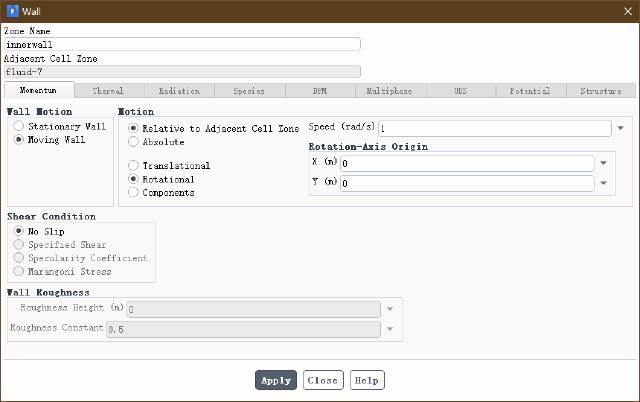 Wall
Zone Name
innerwall
Adjacent Cell Zone
fluid-7
Momentum Thermal Radiation Species DPM Multiphase UDS Potential Structure
Wall Motion
Stationary Wall
Moving Wall
Motion
Relative to Adjacent Cell Zone
Absolute
Translational
Rotational
Components
Speed (rad/s) 1
Rotation-Axis Origin
X (m) 0
Y (m) 0
Shear Condition
No Slip
Specified Shear
Specularity Coefficient
Marangoni Stress
Wall Roughness
Roughness Height (m) 0
Roughness Constant 0.5
Apply Close Help